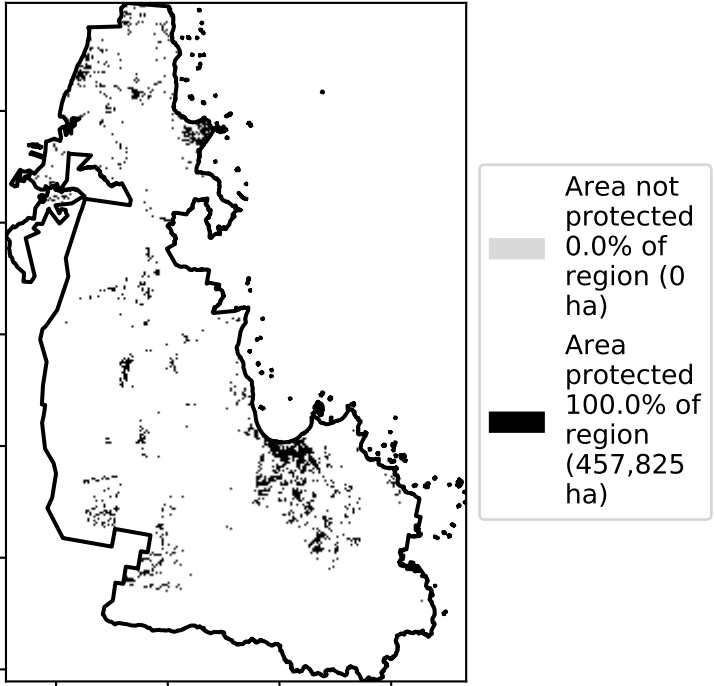 Area not
protected
0.0% of
region (0
ha)
Area
protected
100.0% of
region
(457,825
ha)